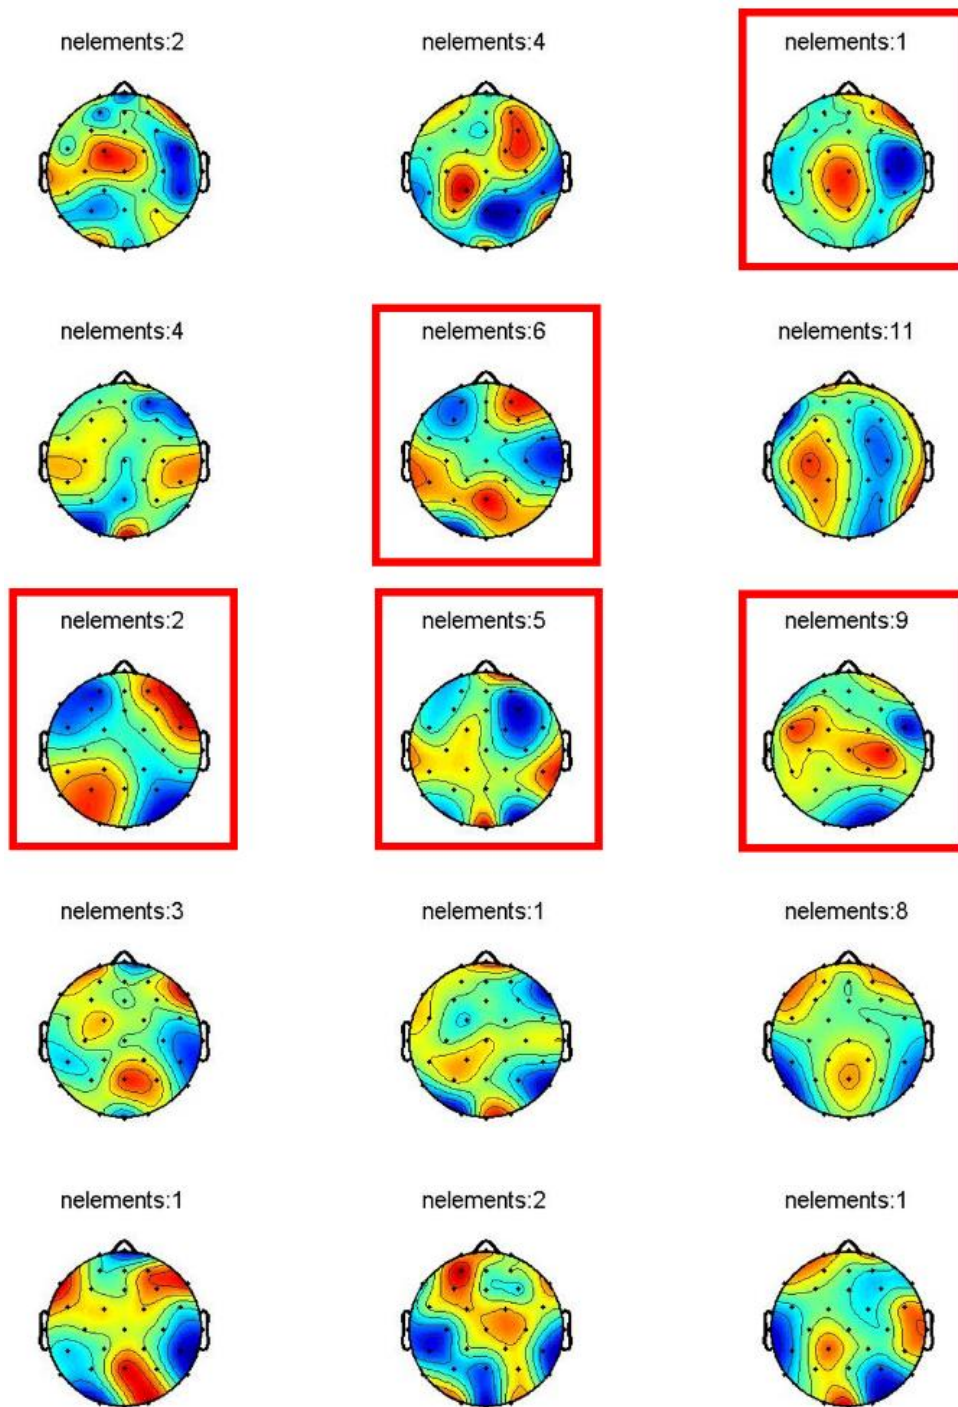 nelements:2 nelements:4 nelements:1
nelements:4 nelements:6 nelements:11
nelements:2 nelements:5 nelements:9
nelements:3 nelements:1 nelements:8
nelements:1 nelements:2 nelements:1